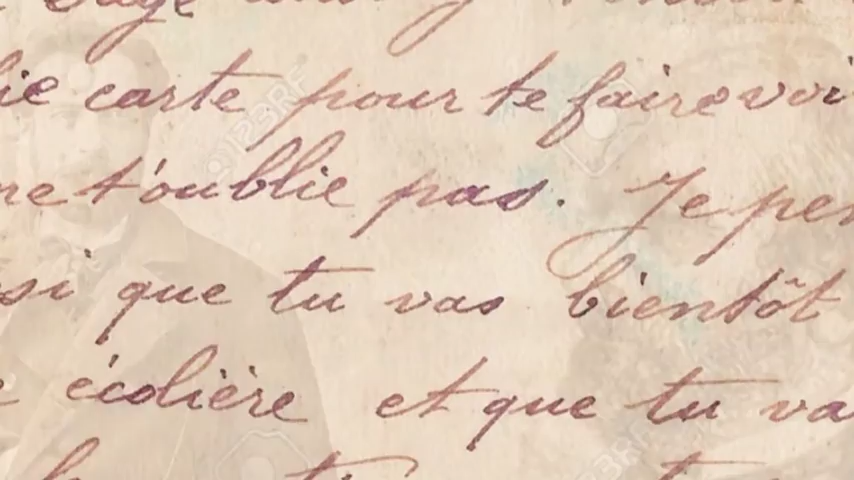 carte pour te faire voi
ne t'oublie pas. Je pen
si que tu vas bientôt
écolière et que tu va